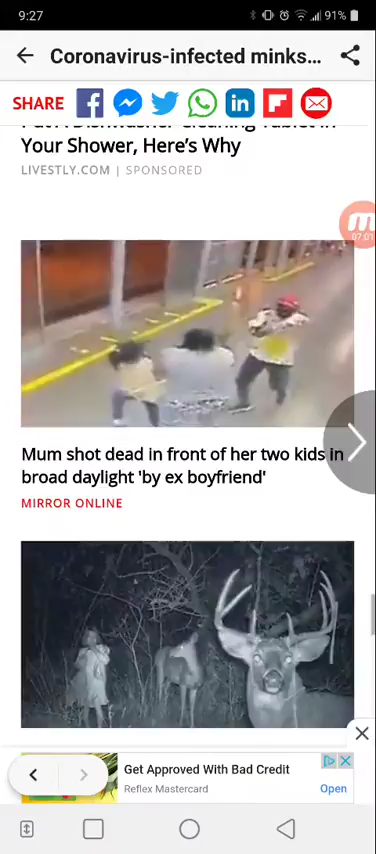 9:27
91%
Coronavirus-infected minks...
SHARE
Your Shower, Here's Why
LIVESTLY.COM | SPONSORED
07:01
Mum shot dead in front of her two kids in
broad daylight 'by ex boyfriend'
MIRROR ONLINE
Get Approved With Bad Credit
Reflex Mastercard
Open